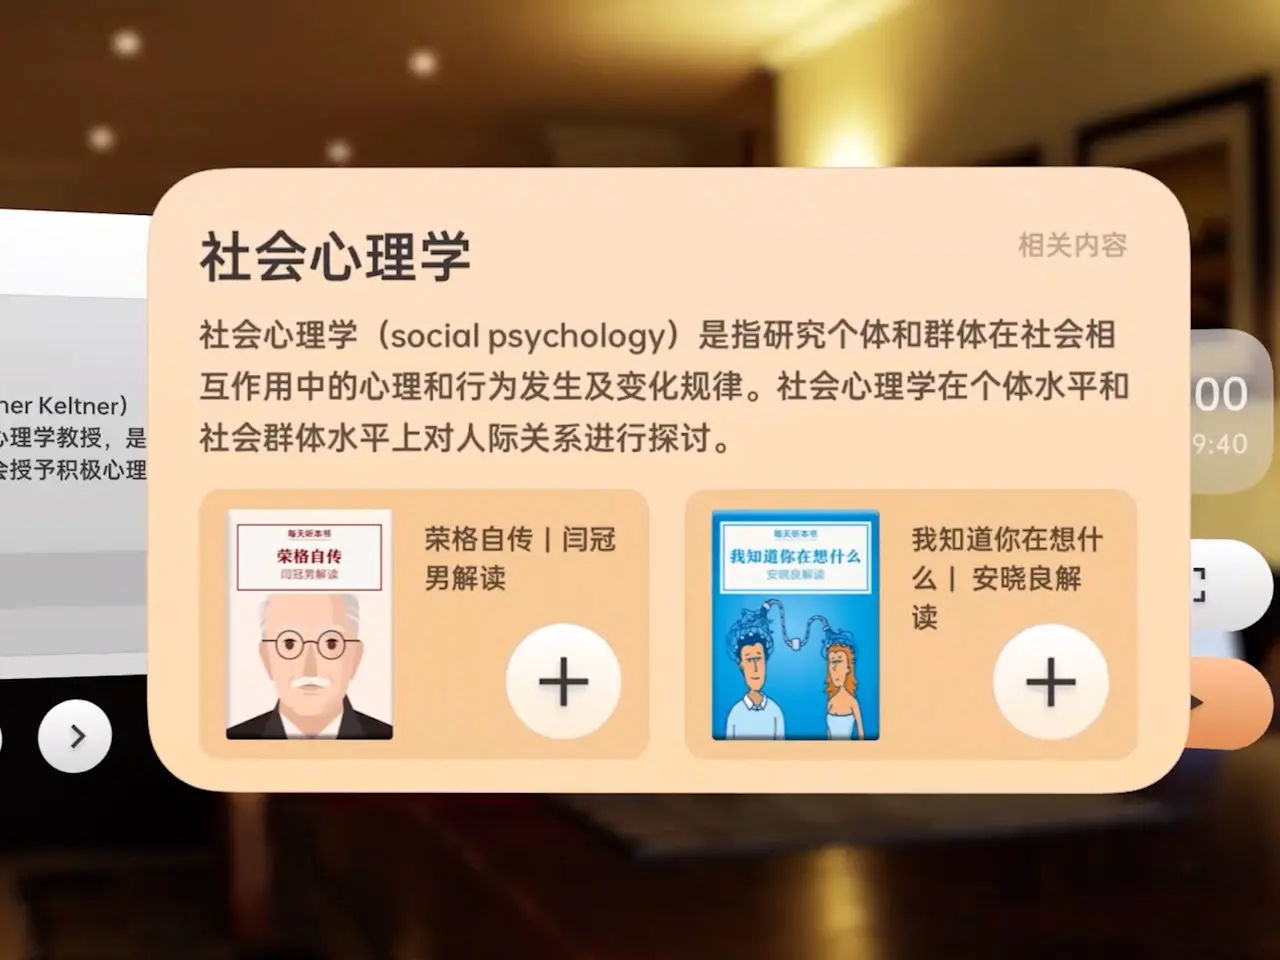 社会心理学
相关内容
社会心理学（social psychology）是指研究个体和群体在社会相
互作用中的心理和行为发生及变化规律。社会心理学在个体水平和
社会群体水平上对人际关系进行探讨。
ner Keltner）
心理学教授，是
会授予积极心理
00
9:40
每天听本书
荣格自传
闫冠男解读
荣格自传 | 闫冠
男解读
每天听本书
我知道你在想什么
安晓良解读
我知道你在想什
么 | 安晓良解
读